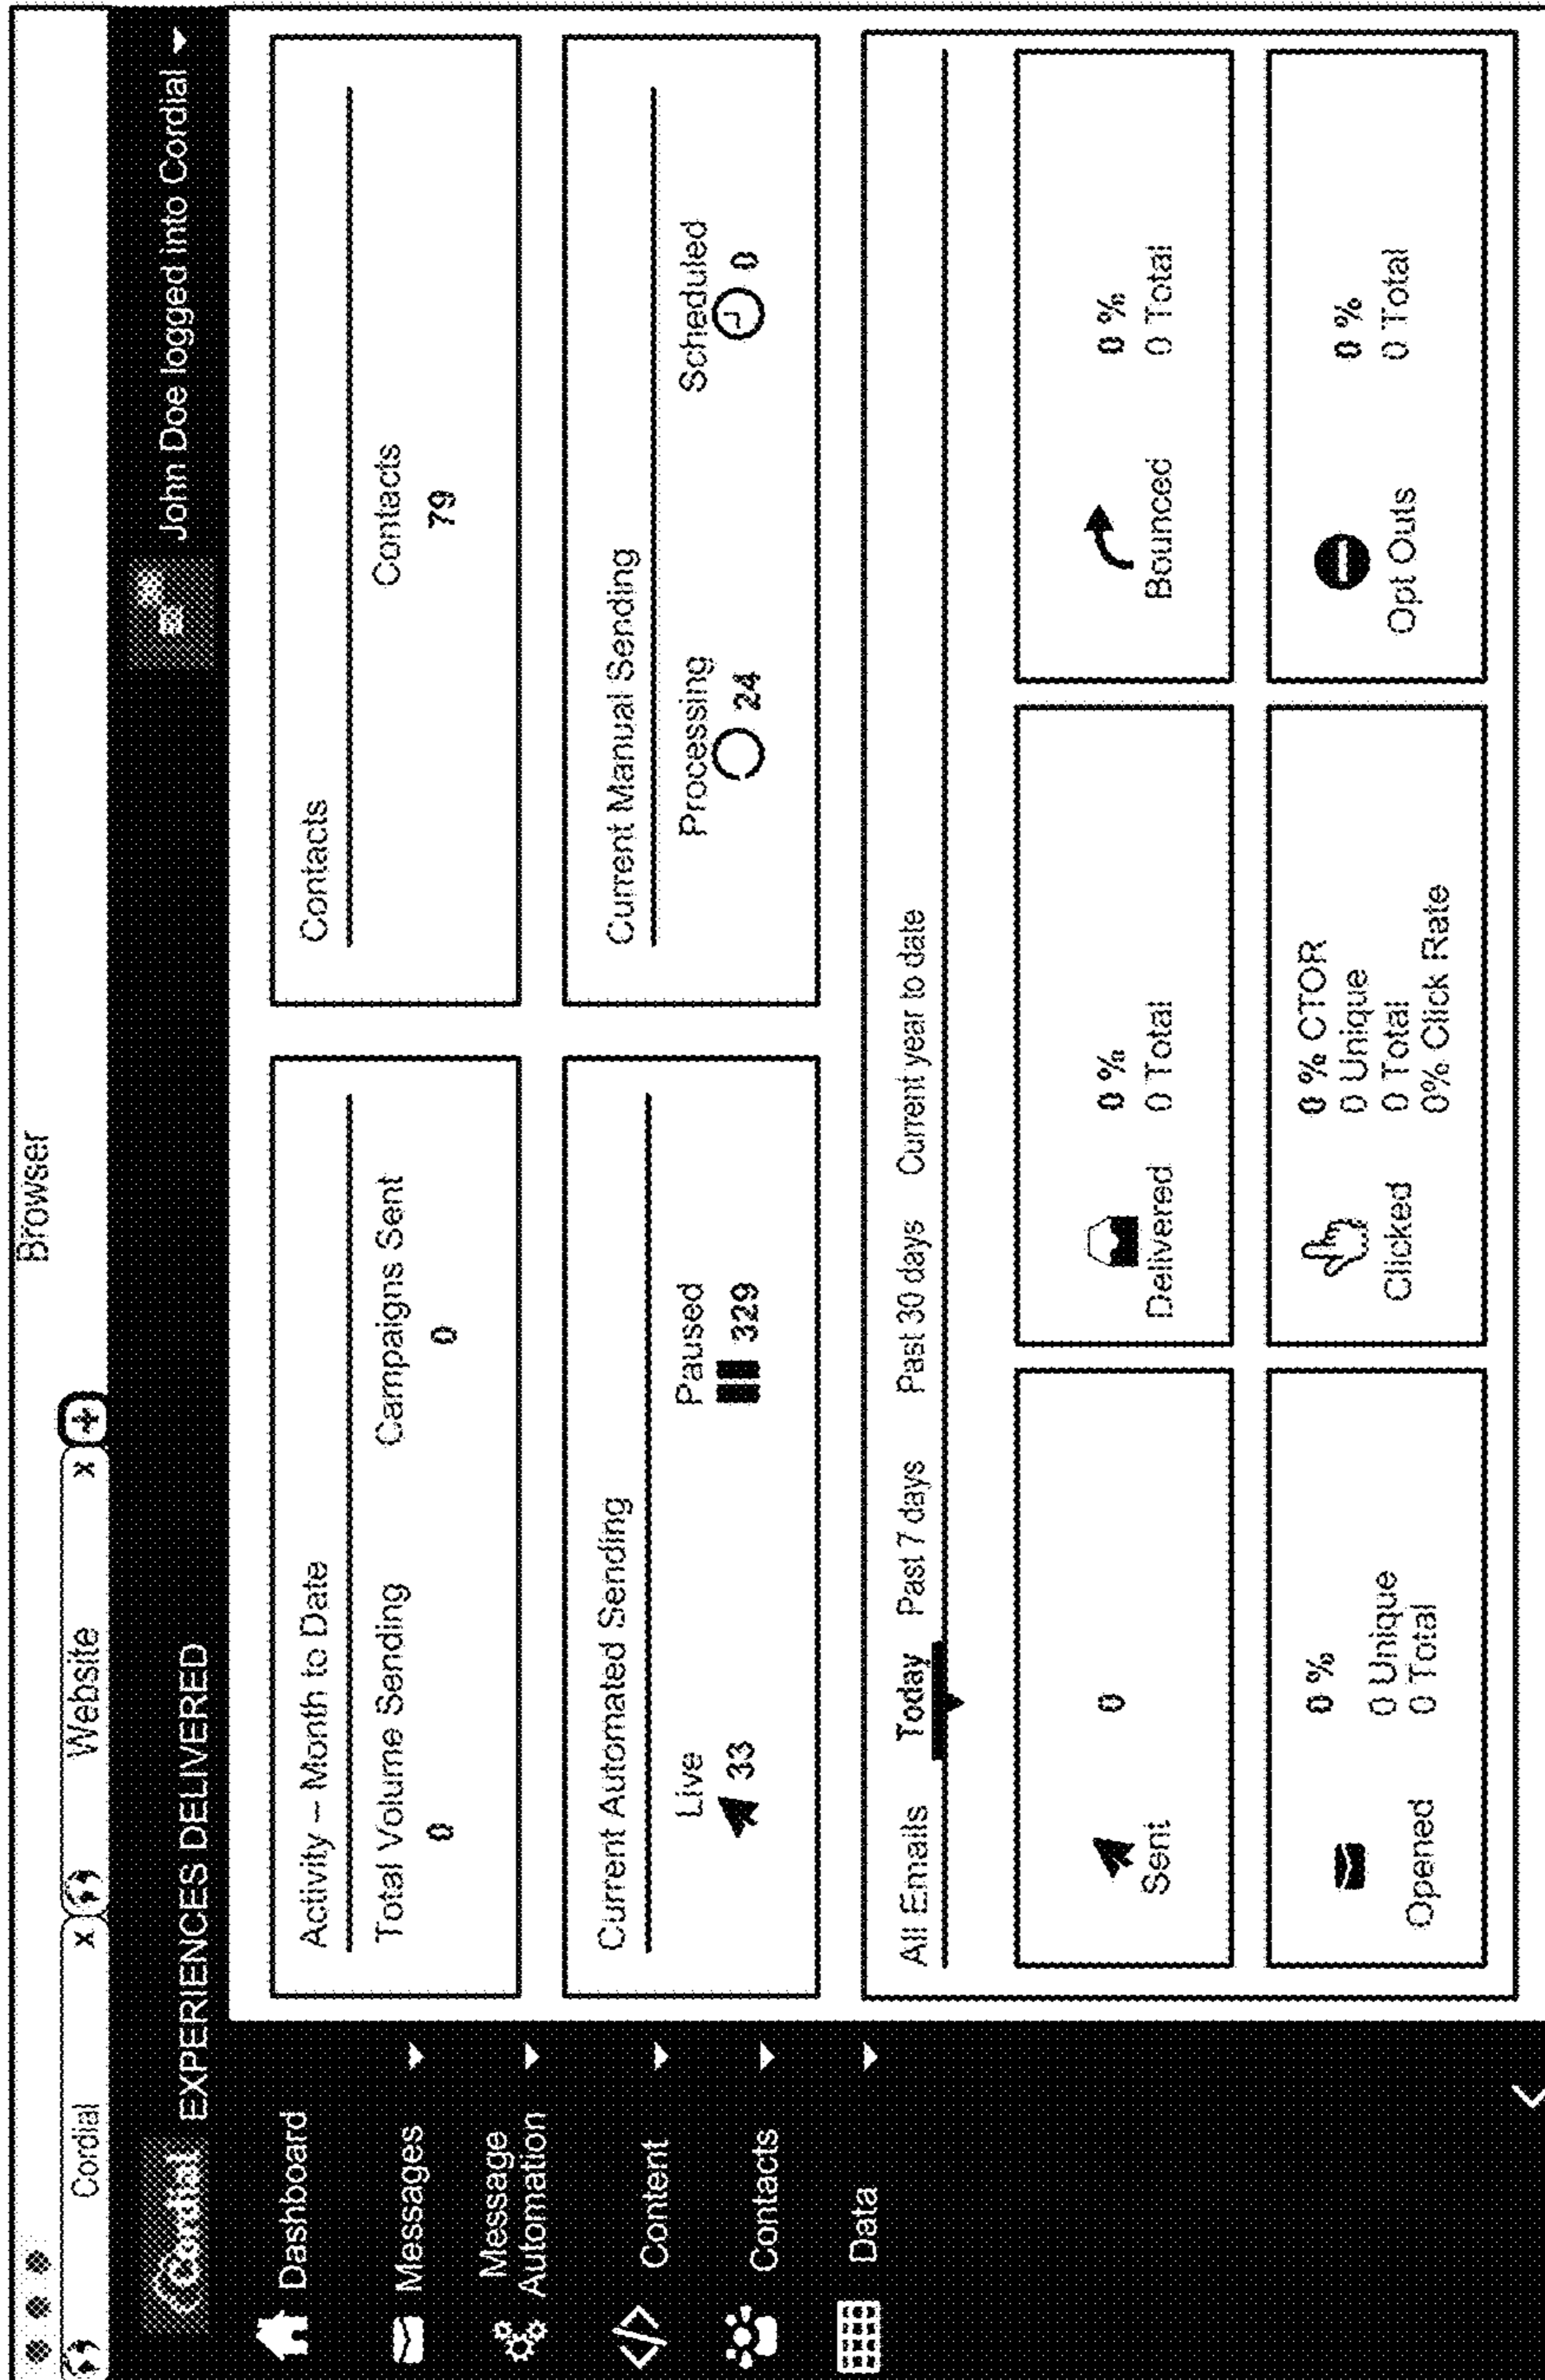 Browser
Cordial x Website x +
Cordial EXPERIENCES DELIVERED John Doe logged into Cordial
Dashboard
Messages
Message
Automation
Content
Contacts
Data
Activity – Month to Date
Total Volume Sending Campaigns Sent
0 0
Contacts
Contacts
79
Current Automated Sending
Live Paused
33 329
Current Manual Sending
Processing Scheduled
24 0
All Emails Today Past 7 days Past 30 days Current year to date
Sent
0
Delivered
0 %
0 Total
Bounced
0 %
0 Total
Opened
0 %
0 Unique
0 Total
Clicked
0 % CTOR
0 Unique
0 Total
0% Click Rate
Opt Outs
0 %
0 Total